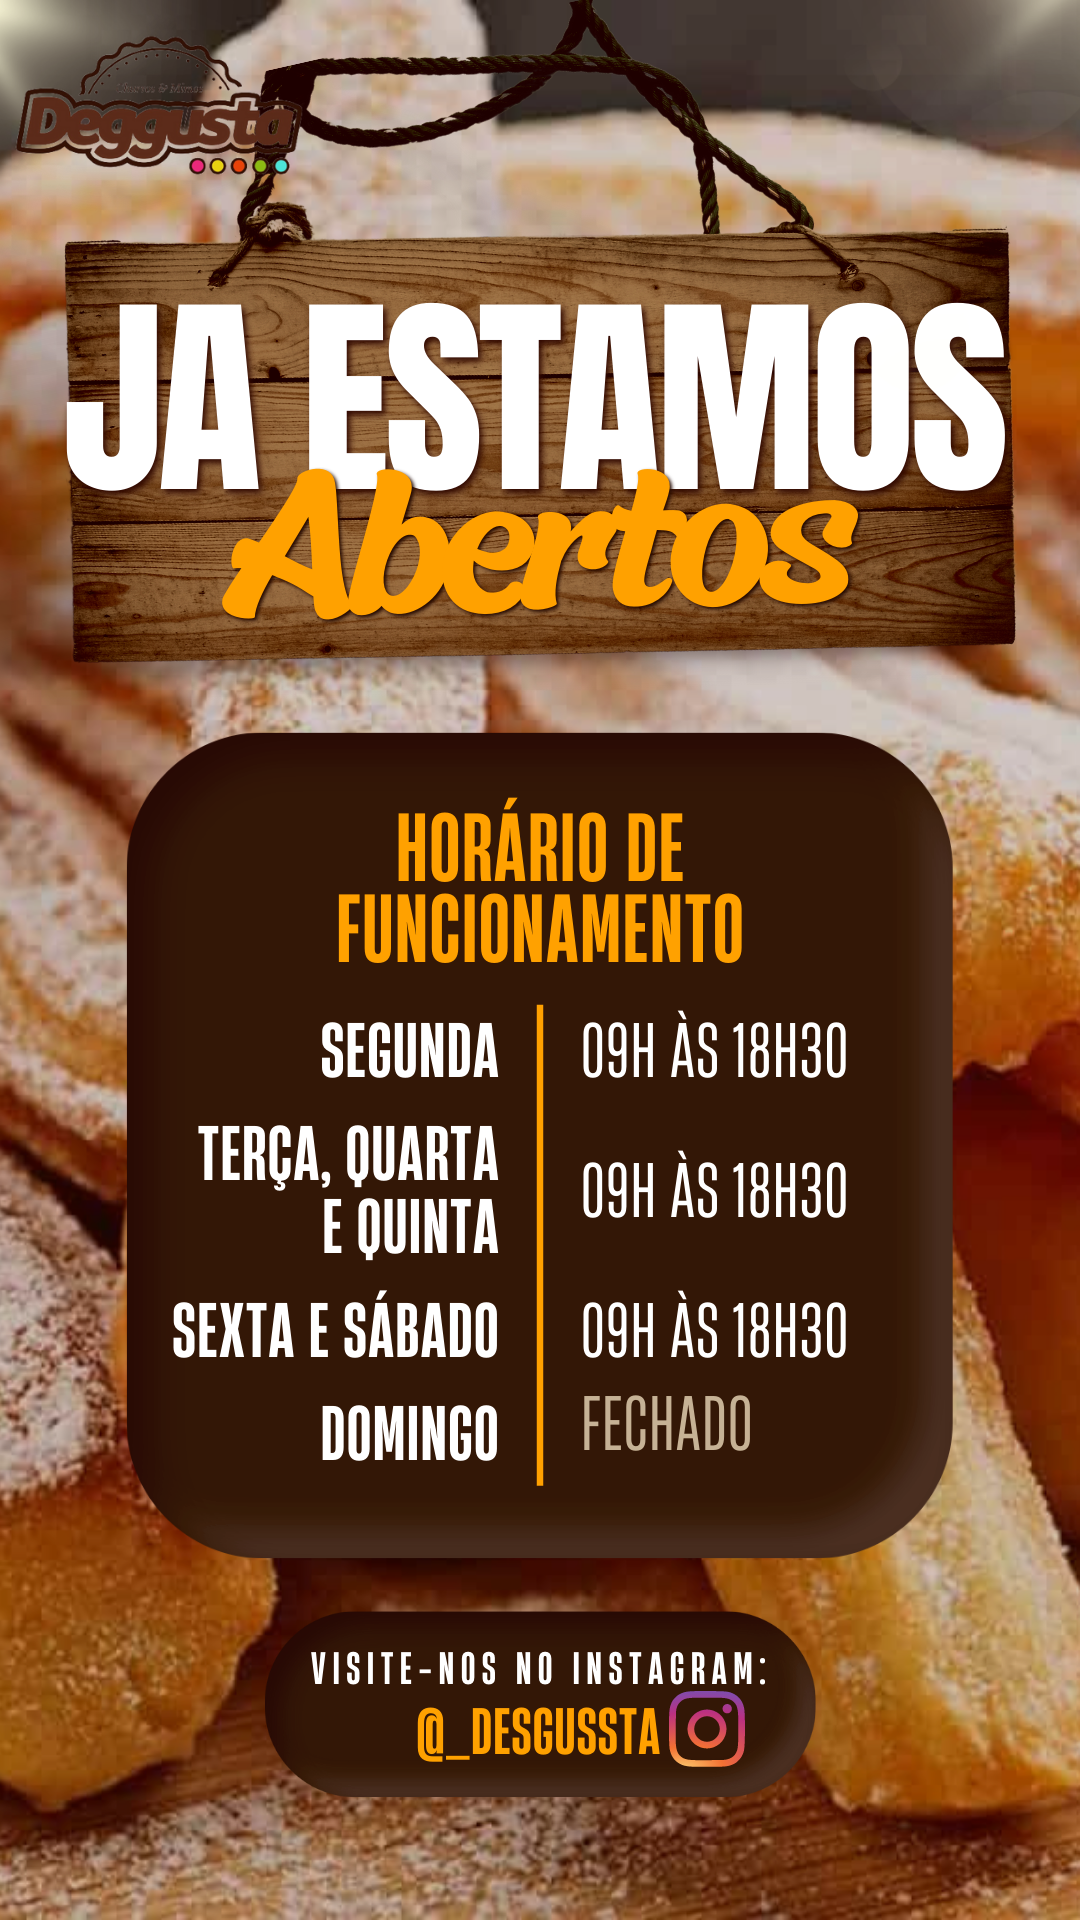 Deggusta
JA ESTAMOS
Abertos
HORÁRIO DE
FUNCIONAMENTO
SEGUNDA
09H ÀS 18H30
TERÇA, QUARTA
E QUINTA
09H ÀS 18H30
SEXTA E SÁBADO
09H ÀS 18H30
DOMINGO
FECHADO
VISITE-NOS NO INSTAGRAM:
@_DESGUSSTA